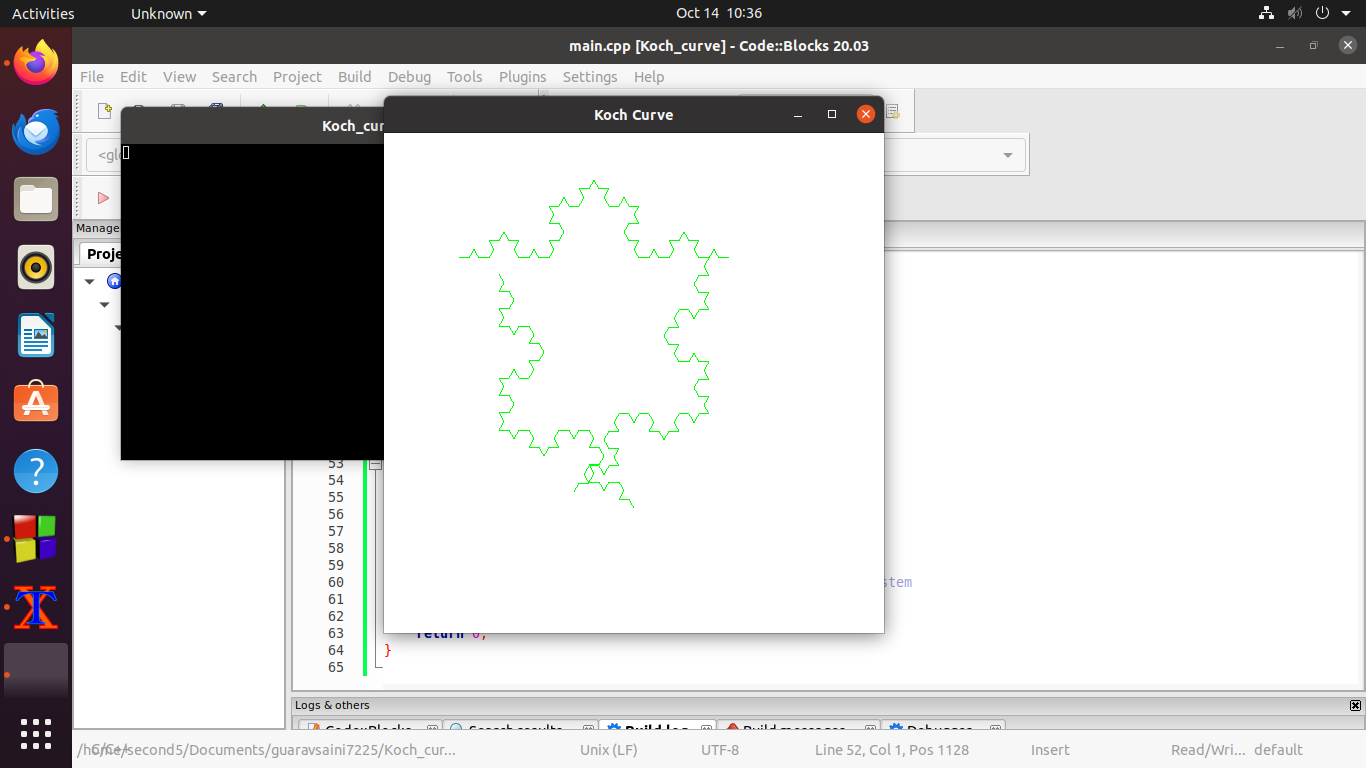 Activities
Unknown
Oct 14 10:36
main.cpp [Koch_curve] - Code::Blocks 20.03
File Edit View Search Project Build Debug Tools Plugins Settings Help
Koch_cur
Koch Curve
<glo
Manage
Proje
53
54
55
56
57
58
59
60 stem
61
62
63 return 0;
64 }
65
Logs & others
Code::Blocks Search results Build log Build messages Debugger
/home/second5/Documents/guaravsaini7225/Koch_cur... Unix (LF) UTF-8 Line 52, Col 1, Pos 1128 Insert Read/Wri... default